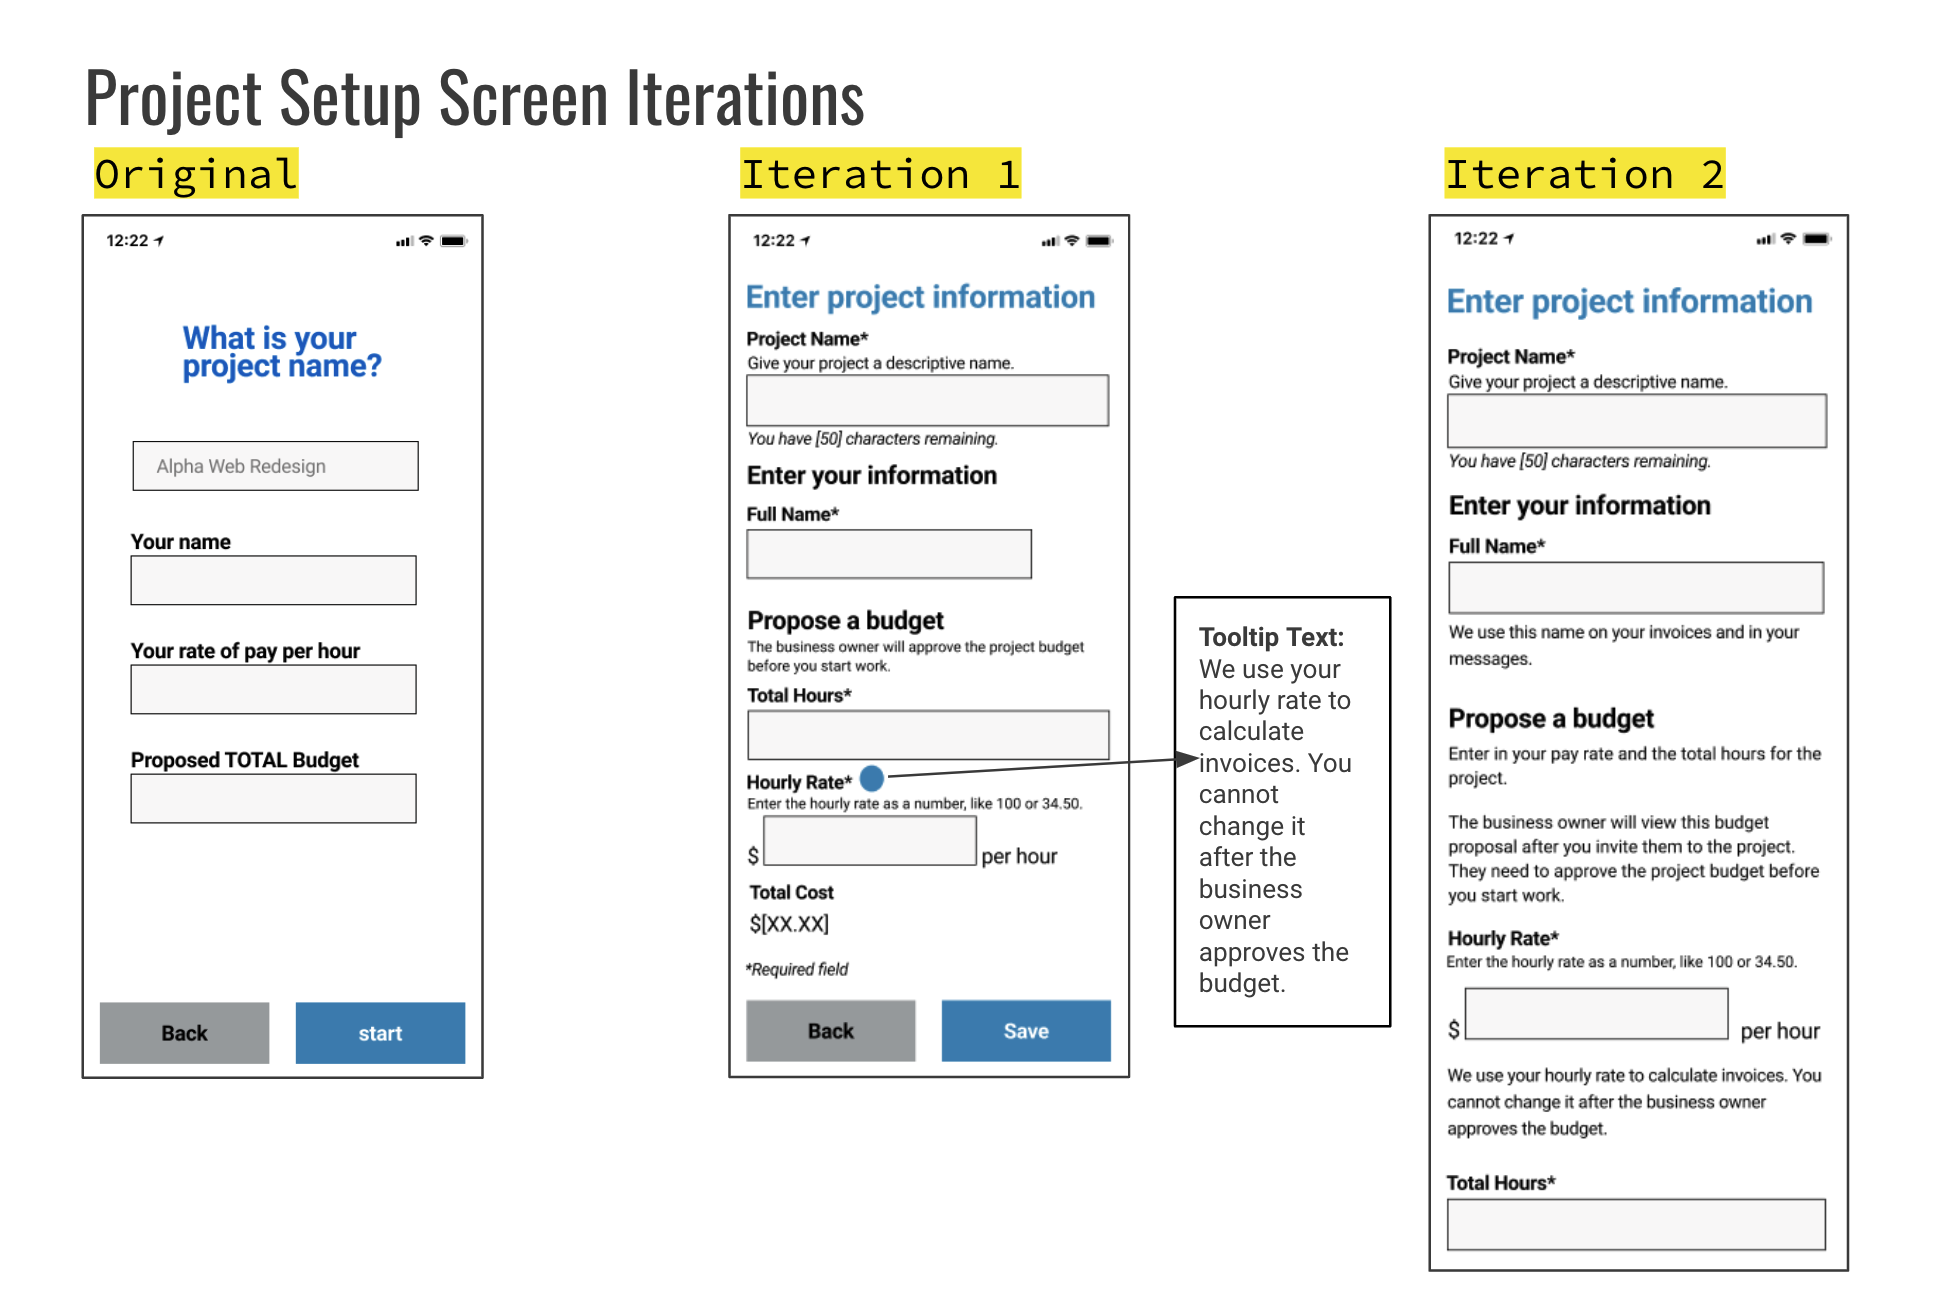 Project Setup Screen Iterations
Original
12:22
What is your
project name?
Alpha Web Redesign
Your name
Your rate of pay per hour
Proposed TOTAL Budget
Back
start
Iteration 1
12:22
Enter project information
Project Name*
Give your project a descriptive name.
You have [50] characters remaining.
Enter your information
Full Name*
Propose a budget
The business owner will approve the project budget
before you start work.
Total Hours*
Hourly Rate*
Enter the hourly rate as a number, like 100 or 34.50.
$ per hour
Total Cost
$[XX.XX]
*Required field
Back
Save
Tooltip Text:
We use your
hourly rate to
calculate
invoices. You
cannot
change it
after the
business
owner
approves the
budget.
Iteration 2
12:22
Enter project information
Project Name*
Give your project a descriptive name.
You have [50] characters remaining.
Enter your information
Full Name*
We use this name on your invoices and in your
messages.
Propose a budget
Enter in your pay rate and the total hours for the
project.
The business owner will view this budget
proposal after you invite them to the project.
They need to approve the project budget before
you start work.
Hourly Rate*
Enter the hourly rate as a number, like 100 or 34.50.
$ per hour
We use your hourly rate to calculate invoices. You
cannot change it after the business owner
approves the budget.
Total Hours*